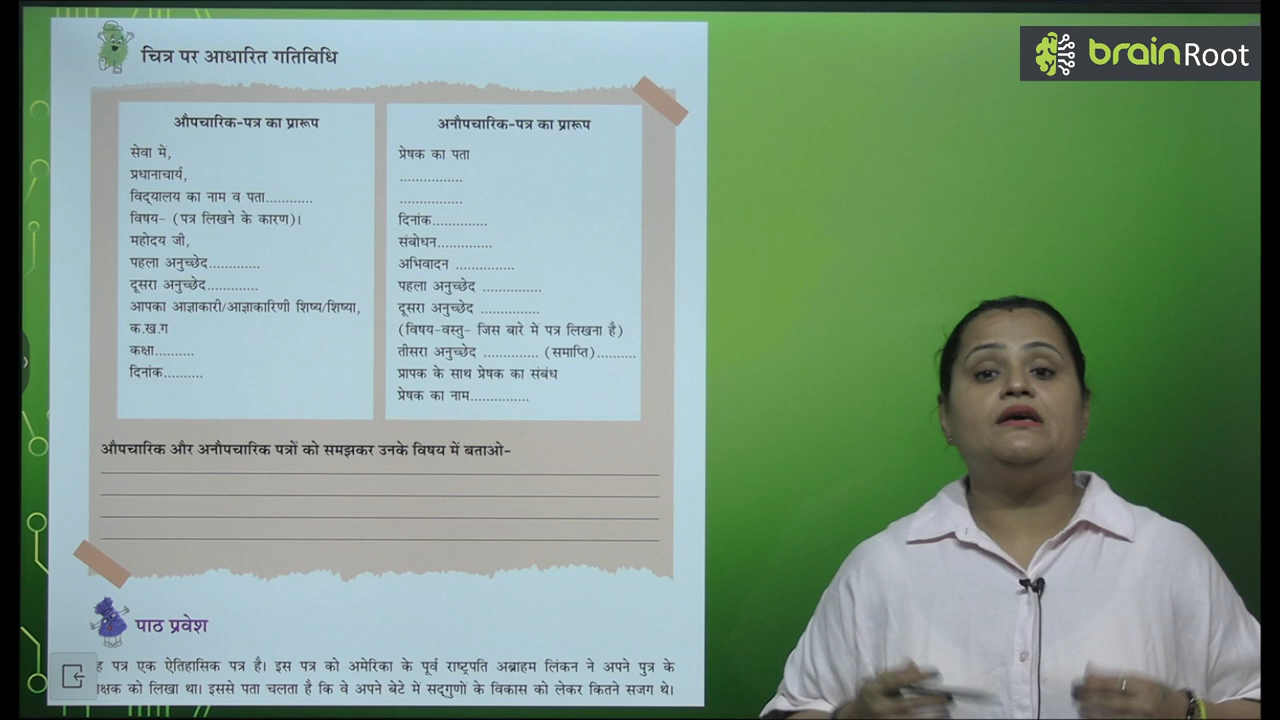 brainRoot
चित्र पर आधारित गतिविधि
औपचारिक-पत्र का प्रारूप
सेवा में,
प्रधानाचार्य,
विद्यालय का नाम व पता............
विषय- (पत्र लिखने के कारण)।
महोदय जी,
पहला अनुच्छेद............
दूसरा अनुच्छेद............
आपका आज्ञाकारी/आज्ञाकारिणी शिष्य/शिष्या,
क.ख.ग
कक्षा..........
दिनांक..........
अनौपचारिक-पत्र का प्रारूप
प्रेषक का पता
................
................
दिनांक..............
संबोधन..............
अभिवादन ...............
पहला अनुच्छेद ...............
दूसरा अनुच्छेद ...............
(विषय-वस्तु- जिस बारे में पत्र लिखना है)
तीसरा अनुच्छेद .............. (समाप्ति)..........
प्रापक के साथ प्रेषक का संबंध
प्रेषक का नाम...............
औपचारिक और अनौपचारिक पत्रों को समझकर उनके विषय में बताओ-
पाठ प्रवेश
पत्र एक ऐतिहासिक पत्र है। इस पत्र को अमेरिका के पूर्व राष्ट्रपति अब्राहम लिंकन ने अपने पुत्र के
को लिखा था। इससे पता चलता है कि वे अपने बेटे में सद्गुणों के विकास को लेकर कितने सजग थे।